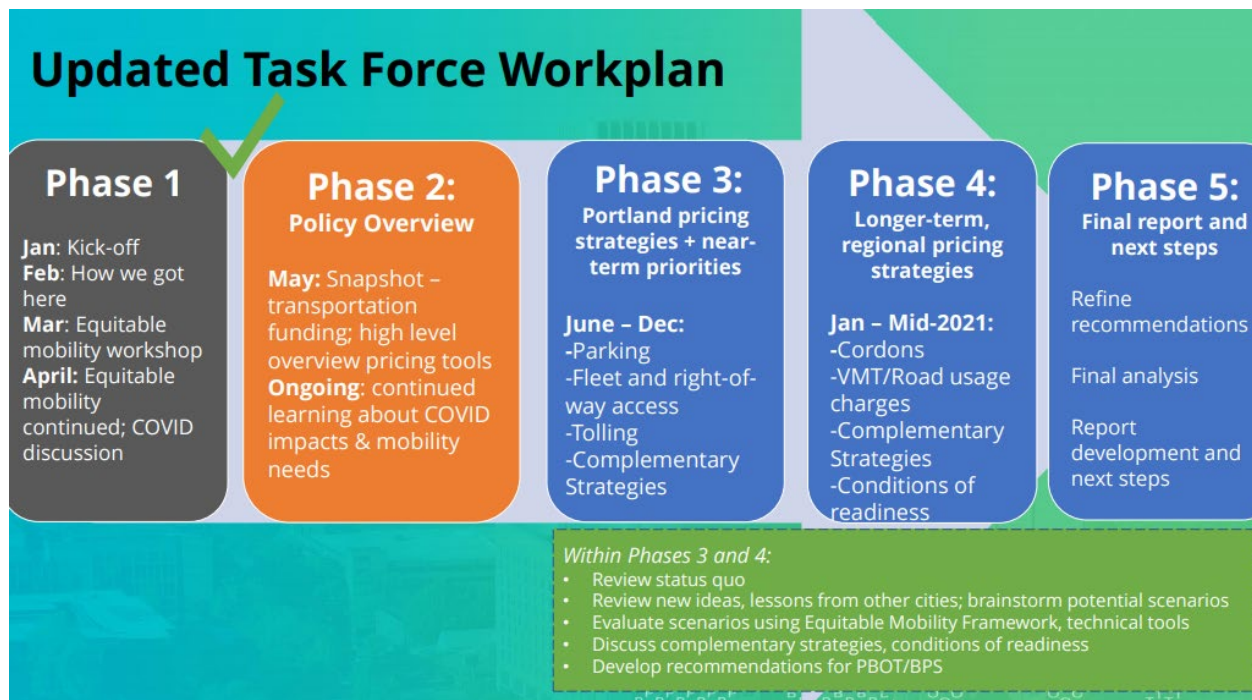 Updated Task Force Workplan
Phase 1
Jan: Kick-off
Feb: How we got
here
Mar: Equitable
mobility workshop
April: Equitable
mobility
continued; COVID
discussion
Phase 2:
Policy Overview
May: Snapshot –
transportation
funding; high level
overview pricing tools
Ongoing: continued
learning about COVID
impacts & mobility
needs
Phase 3:
Portland pricing
strategies + near-
term priorities
June – Dec:
-Parking
-Fleet and right-of-
way access
-Tolling
-Complementary
Strategies
Phase 4:
Longer-term,
regional pricing
strategies
Jan – Mid-2021:
-Cordons
-VMT/Road usage
charges
-Complementary
Strategies
-Conditions of
readiness
Phase 5:
Final report and
next steps
Refine
recommendations
Final analysis
Report
development and
next steps
Within Phases 3 and 4:
• Review status quo
• Review new ideas, lessons from other cities; brainstorm potential scenarios
• Evaluate scenarios using Equitable Mobility Framework, technical tools
• Discuss complementary strategies, conditions of readiness
• Develop recommendations for PBOT/BPS